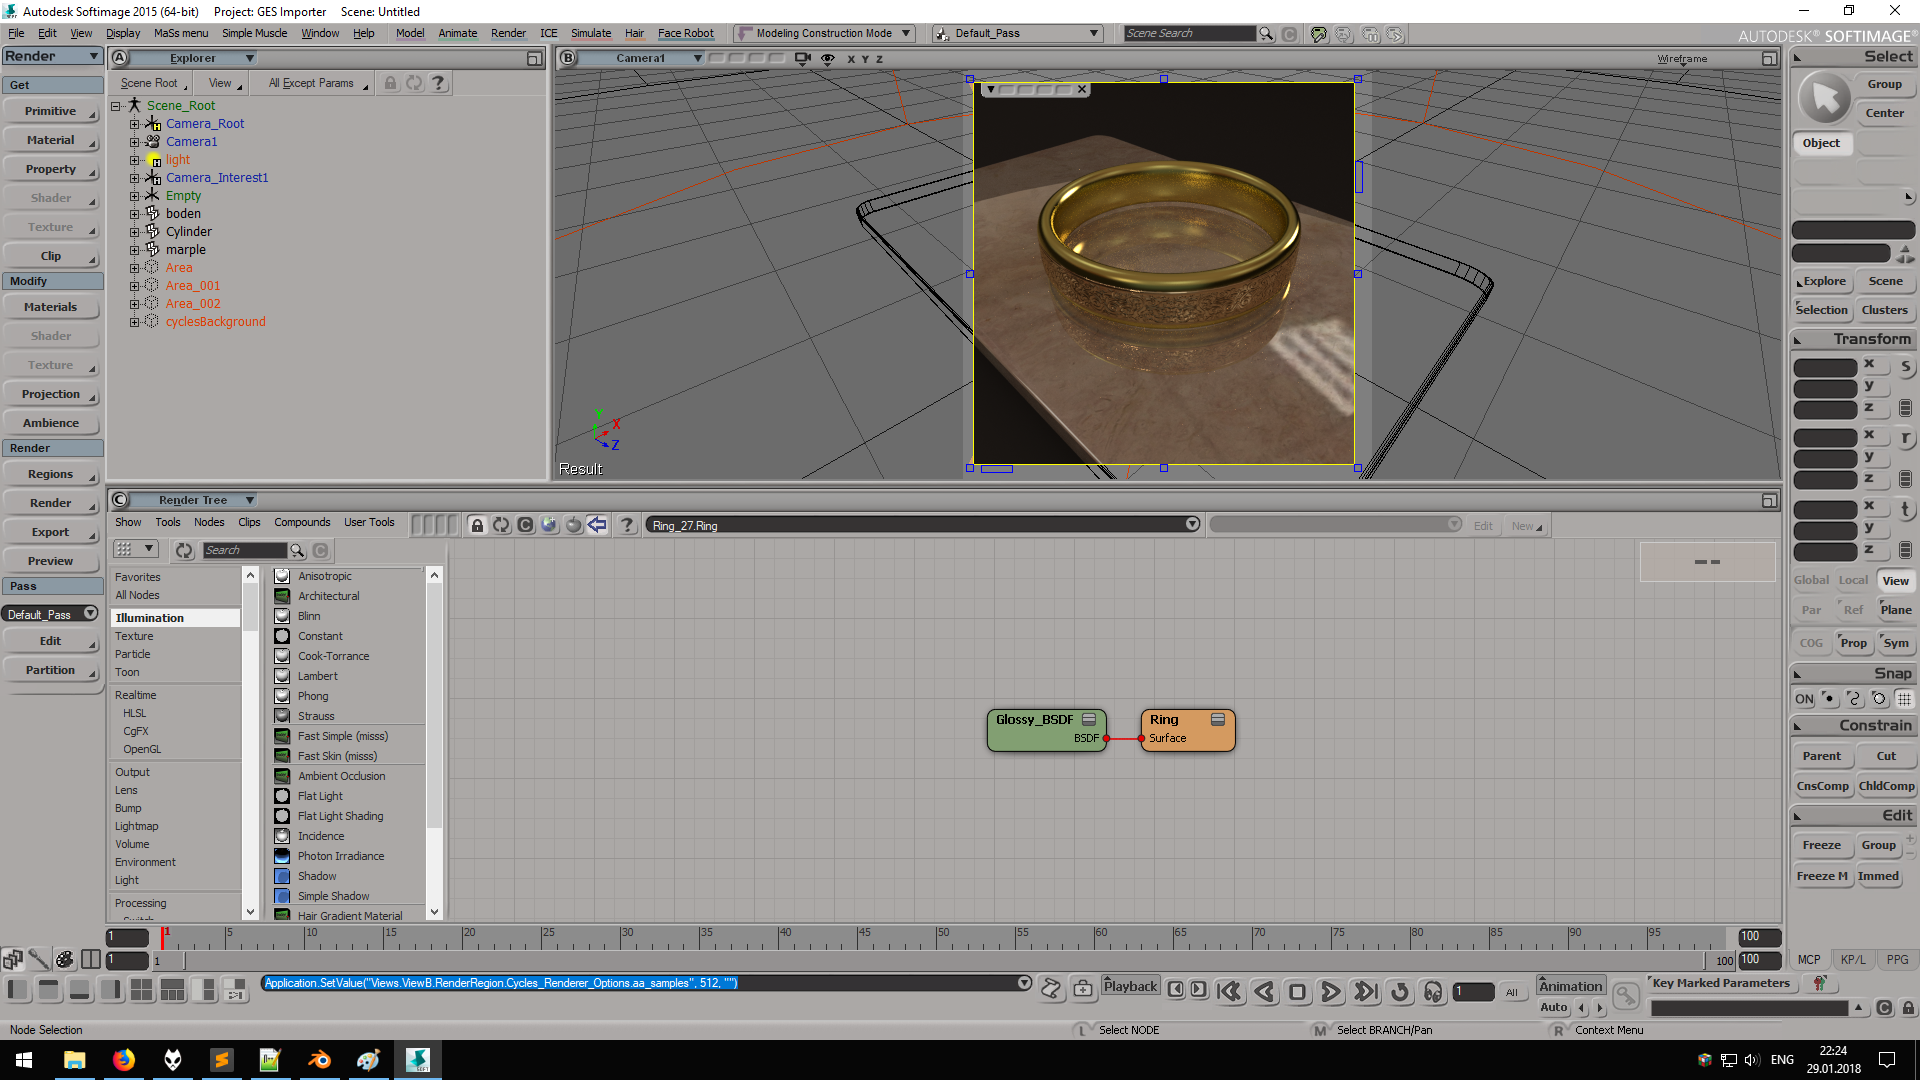 Autodesk Softimage 2015 (64-bit)    Project: GES Importer    Scene: Untitled
File Edit View Display MaSs menu Simple Muscle Window Help Model Animate Render ICE Simulate Hair Face Robot Modeling Construction Mode Default_Pass Scene Search AUTODESK® SOFTIMAGE®
Render
Get
Primitive
Material
Property
Shader
Texture
Clip
Modify
Materials
Shader
Texture
Projection
Ambience
Render
Regions
Render
Export
Preview
Pass
Default_Pass
Edit
Partition
A Explorer
Scene Root View All Except Params ?
Scene_Root
Camera_Root
Camera1
light
Camera_Interest1
Empty
boden
Cylinder
marple
Area
Area_001
Area_002
cyclesBackground
B Camera1 X Y Z Wireframe
Y
X
Z
Result
C Render Tree
Show Tools Nodes Clips Compounds User Tools ? Ring_27.Ring Edit New
Search
Favorites
All Nodes
Illumination
Texture
Particle
Toon
Realtime
HLSL
CgFX
OpenGL
Output
Lens
Bump
Lightmap
Volume
Environment
Light
Processing
Switch
Anisotropic
Architectural
Blinn
Constant
Cook-Torrance
Lambert
Phong
Strauss
Fast Simple (misss)
Fast Skin (misss)
Ambient Occlusion
Flat Light
Flat Light Shading
Incidence
Photon Irradiance
Shadow
Simple Shadow
Hair Gradient Material
Glossy_BSDF
BSDF
Ring
Surface
Select
Group
Center
Object
Explore Scene
Selection Clusters
Transform
x s
y
z
x r
y
z
x t
y
z
Global Local View
Par Ref Plane
COG Prop Sym
Snap
ON
Constrain
Parent Cut
CnsComp ChldComp
Edit
Freeze Group
Freeze M Immed
1 1 5 10 15 20 25 30 35 40 45 50 55 60 65 70 75 80 85 90 95 100
1 1 100 100
MCP KP/L PPG
Application.SetValue("Views.ViewB.RenderRegion.Cycles_Renderer_Options.aa_samples", 512, "")
Playback 1 All Animation Key Marked Parameters
Auto
Node Selection L Select NODE M Select BRANCH/Pan R Context Menu
SOFT
ENG
22:24
29.01.2018